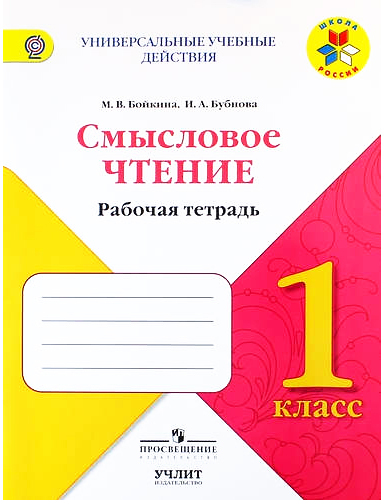 УНИВЕРСАЛЬНЫЕ УЧЕБНЫЕ
ДЕЙСТВИЯ
ШКОЛА
РОССИИ
М. В. Бойкина, И. А. Бубнова
Смысловое
ЧТЕНИЕ
Рабочая тетрадь
1
класс
ПРОСВЕЩЕНИЕ
ИЗДАТЕЛЬСТВО
УЧЛИТ
ИЗДАТЕЛЬСТВО